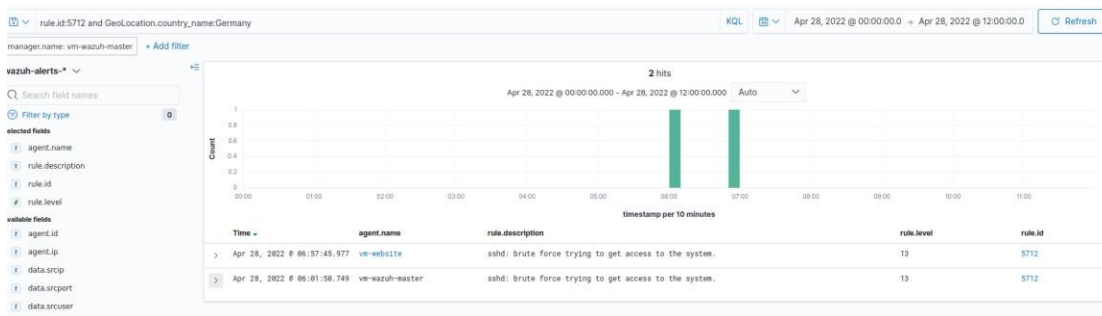 rule.id:5712 and GeoLocation.country_name:Germany KQL Apr 28, 2022 @ 00:00:00.0 → Apr 28, 2022 @ 12:00:00.0 Refresh
manager.name: vm-wazuh-master + Add filter
wazuh-alerts-*
Search field names
Filter by type 0
elected fields
t agent.name
t rule.description
t rule.id
# rule.level
vailable fields
t agent.id
t agent.ip
t data.srcip
t data.srcport
t data.srcuser
2 hits
Apr 28, 2022 @ 00:00:00.000 - Apr 28, 2022 @ 12:00:00.000 Auto
Count
1
0.8
0.6
0.4
0.2
0
00:00 01:00 02:00 03:00 04:00 05:00 06:00 07:00 08:00 09:00 10:00 11:00
timestamp per 10 minutes
Time agent.name rule.description rule.level rule.id
Apr 28, 2022 @ 06:57:45.977 vm-website sshd: brute force trying to get access to the system. 13 5712
Apr 28, 2022 @ 06:01:58.749 vm-wazuh-master sshd: brute force trying to get access to the system. 13 5712